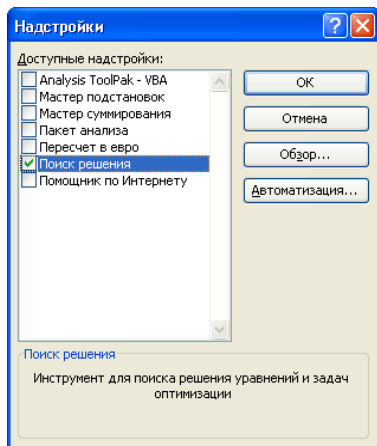 Надстройки
Доступные надстройки:
Analysis ToolPak - VBA
Мастер подстановок
Мастер суммирования
Пакет анализа
Пересчет в евро
Поиск решения
Помощник по Интернету
ОК
Отмена
Обзор...
Автоматизация...
Поиск решения
Инструмент для поиска решения уравнений и задач
оптимизации